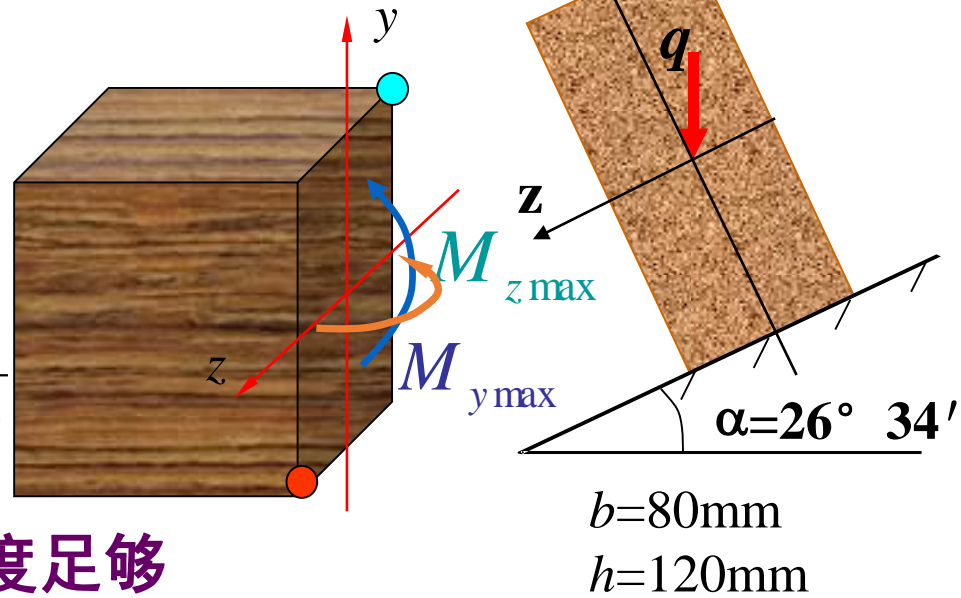 y
q
z
M z max
z
M y max
α=26° 34′
b=80mm
h=120mm
度足够